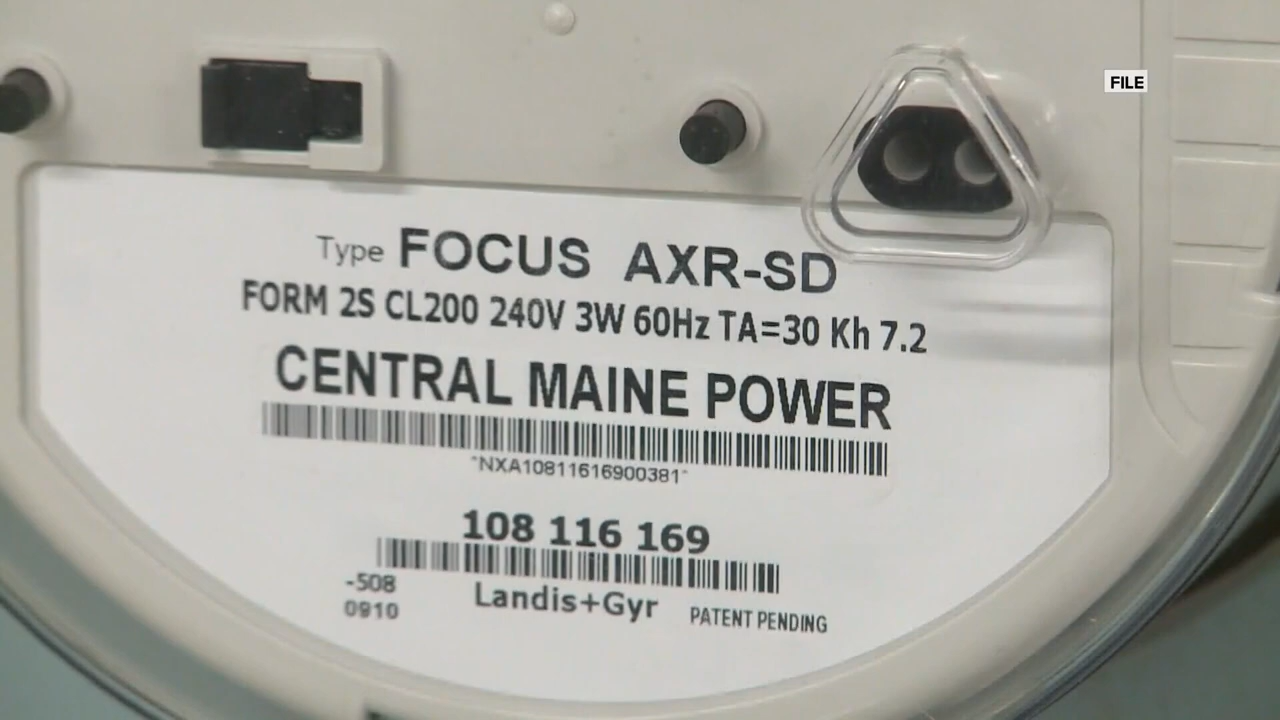 FILE
Type FOCUS AXR-SD
FORM 2S CL200 240V 3W 60Hz TA=30 Kh 7.2
CENTRAL MAINE POWER
*NXA10811616900381*
108 116 169
-508
0910
Landis+Gyr
PATENT PENDING